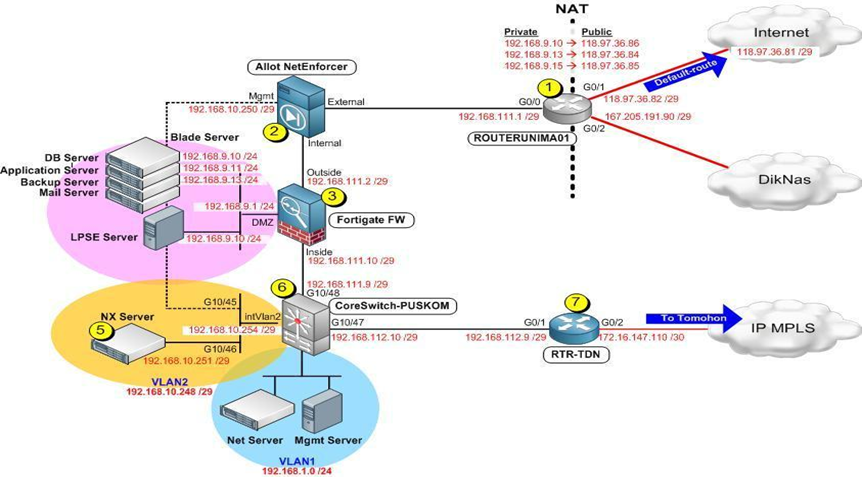 NAT
Private Public
192.168.9.10 → 118.97.36.86
192.168.9.13 → 118.97.36.84
192.168.9.15 → 118.97.36.85
Internet
118.97.36.81 /29
Default-route
Allot NetEnforcer
Mgmt
192.168.10.250 /29
External
2
Internal
1
G0/0
192.168.111.1 /29
G0/1
118.97.36.82 /29
167.205.191.90 /29
G0/2
ROUTERUNIMA01
DikNas
Blade Server
DB Server
192.168.9.10 /24
Application Server
192.168.9.11 /24
Backup Server
192.168.9.13 /24
Mail Server
Outside
192.168.111.2 /29
3
192.168.9.1 /24
DMZ
Fortigate FW
LPSE Server
192.168.9.10 /24
Inside
192.168.111.10 /29
192.168.111.9 /29
6
G10/48
CoreSwitch-PUSKOM
G10/45
NX Server
intVlan2
5
192.168.10.254 /29
G10/47
192.168.112.10 /29
G10/46
192.168.10.251 /29
VLAN2
192.168.10.248 /29
7
G0/1
192.168.112.9 /29
G0/2
172.16.147.110 /30
RTR-TDN
To Tomohon
IP MPLS
Net Server
Mgmt Server
VLAN1
192.168.1.0 /24